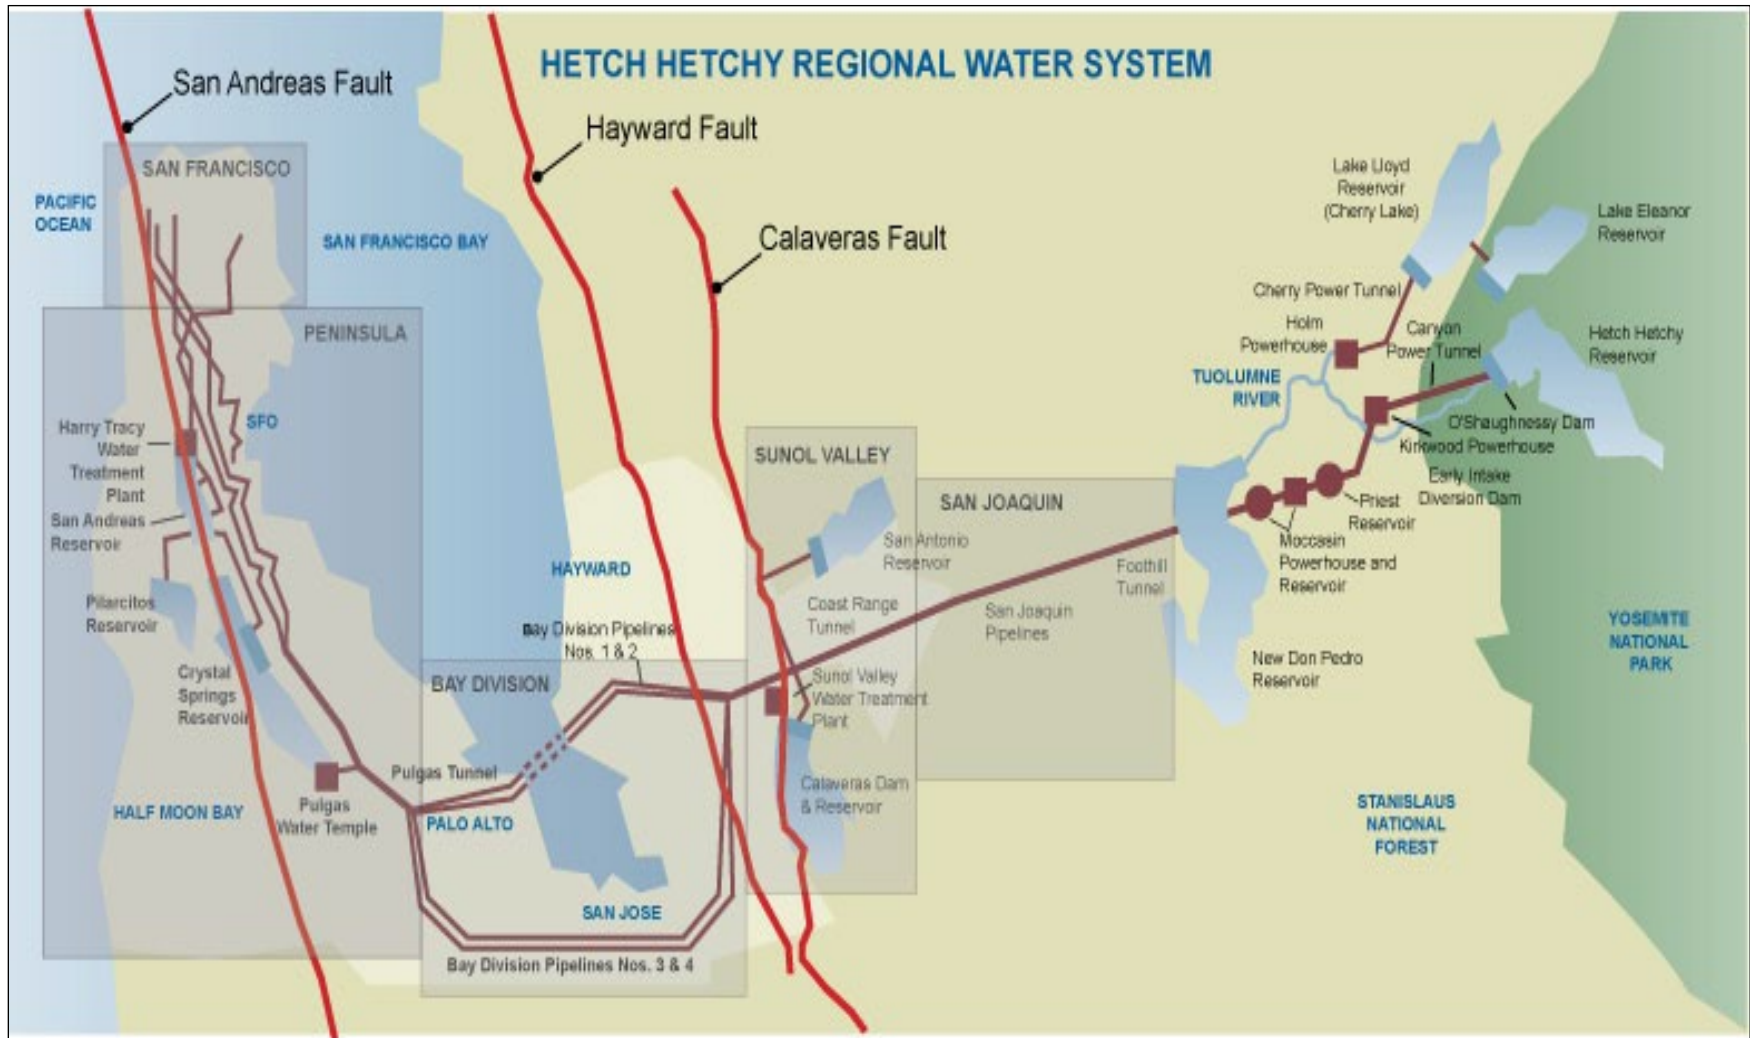 HETCH HETCHY REGIONAL WATER SYSTEM
San Andreas Fault
Hayward Fault
Calaveras Fault
SAN FRANCISCO
PACIFIC
OCEAN
SAN FRANCISCO BAY
PENINSULA
SFO
Harry Tracy
Water
Treatment
Plant
San Andreas
Reservoir
Pilarcitos
Reservoir
Crystal
Springs
Reservoir
HALF MOON BAY
Pulgas
Water Temple
Pulgas Tunnel
PALO ALTO
BAY DIVISION
HAYWARD
Bay Division Pipelines
Nos. 1 & 2
SAN JOSE
Bay Division Pipelines Nos. 3 & 4
SUNOL VALLEY
San Antonio
Reservoir
Coast Range
Tunnel
Sunol Valley
Water Treatment
Plant
Calaveras Dam
& Reservoir
SAN JOAQUIN
San Joaquin
Pipelines
Foothill
Tunnel
Lake Lloyd
Reservoir
(Cherry Lake)
Lake Eleanor
Reservoir
Cherry Power Tunnel
Holm
Powerhouse
Canyon
Power Tunnel
Hetch Hetchy
Reservoir
TUOLUMNE
RIVER
O'Shaughnessy Dam
Kirkwood Powerhouse
Early Intake
Diversion Dam
Priest
Reservoir
Moccasin
Powerhouse and
Reservoir
New Don Pedro
Reservoir
YOSEMITE
NATIONAL
PARK
STANISLAUS
NATIONAL
FOREST